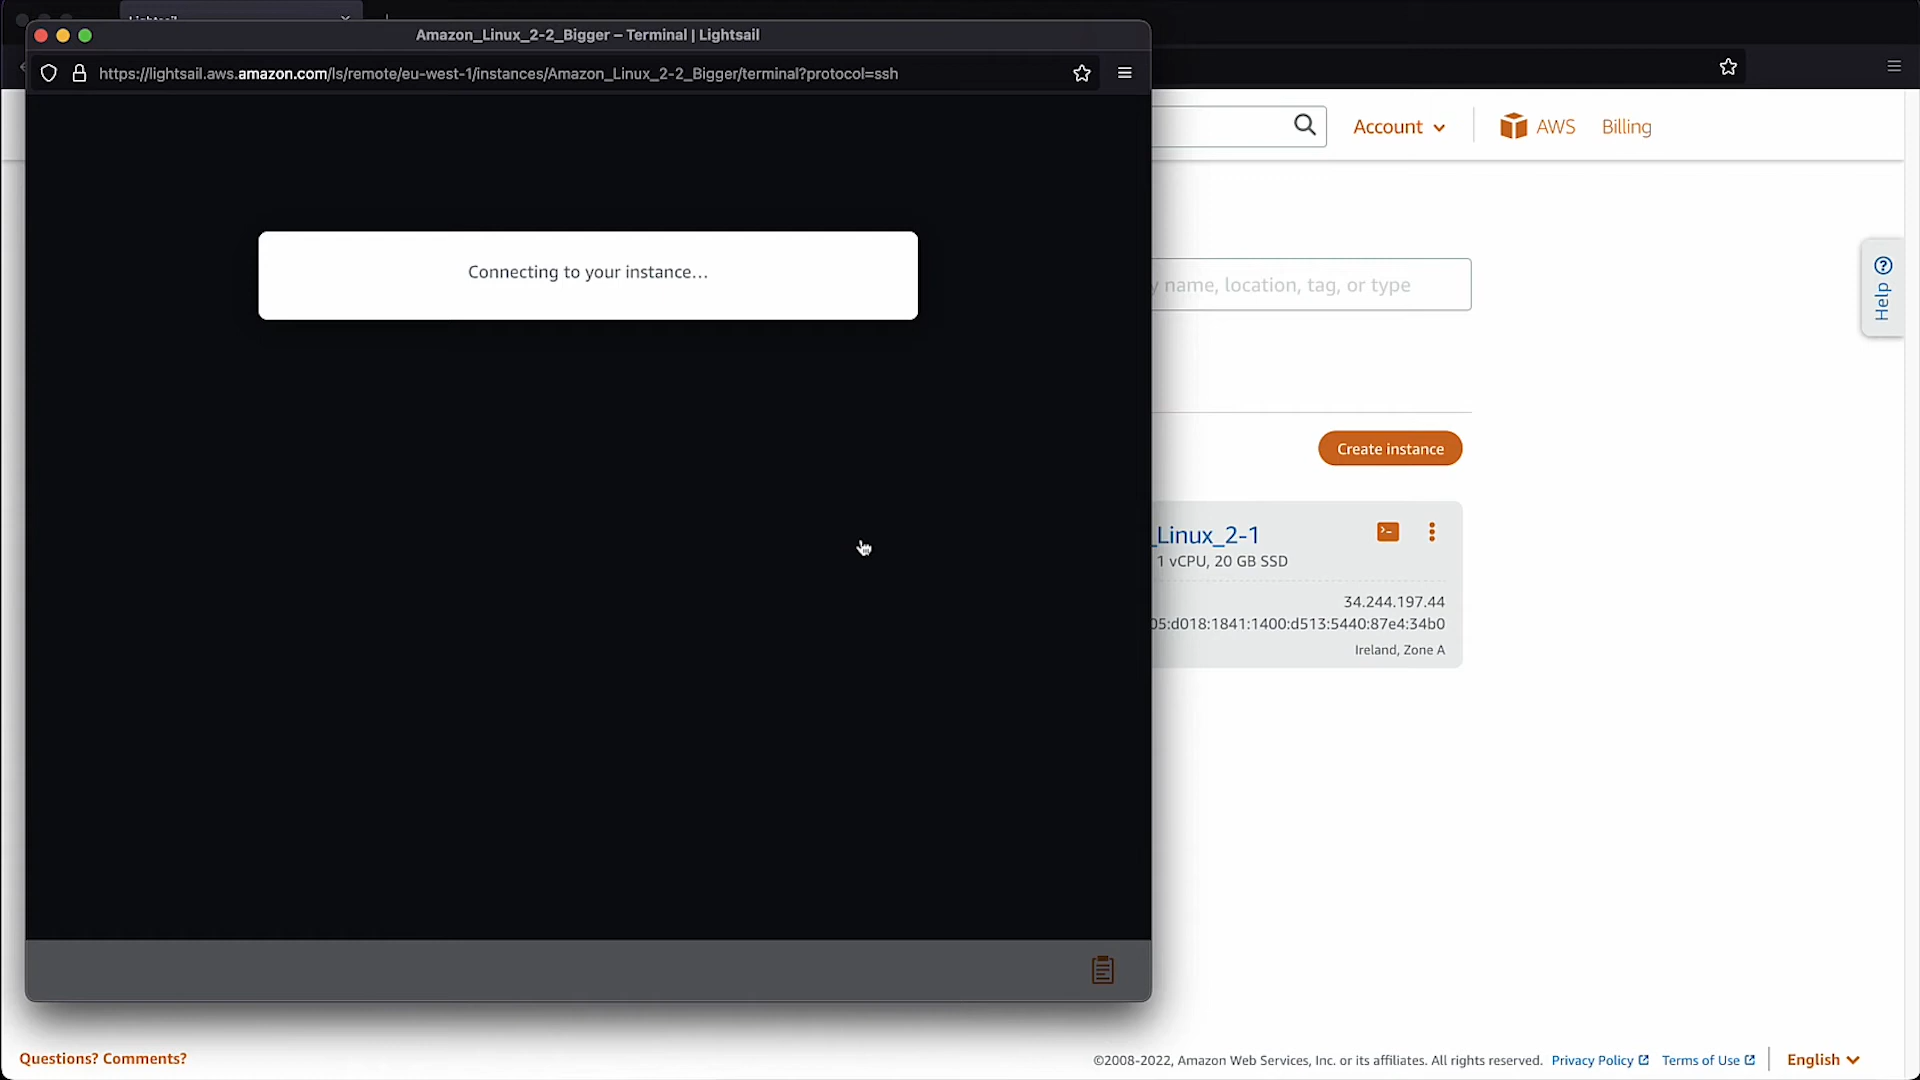 Amazon_Linux_2-2_Bigger – Terminal | Lightsail
https://lightsail.aws.amazon.com/ls/remote/eu-west-1/instances/Amazon_Linux_2-2_Bigger/terminal?protocol=ssh
Account
AWS
Billing
Connecting to your instance...
y name, location, tag, or type
Help
Create instance
_Linux_2-1
1 vCPU, 20 GB SSD
34.244.197.44
05:d018:1841:1400:d513:5440:87e4:34b0
Ireland, Zone A
Questions? Comments?
©2008-2022, Amazon Web Services, Inc. or its affiliates. All rights reserved. Privacy Policy Terms of Use English